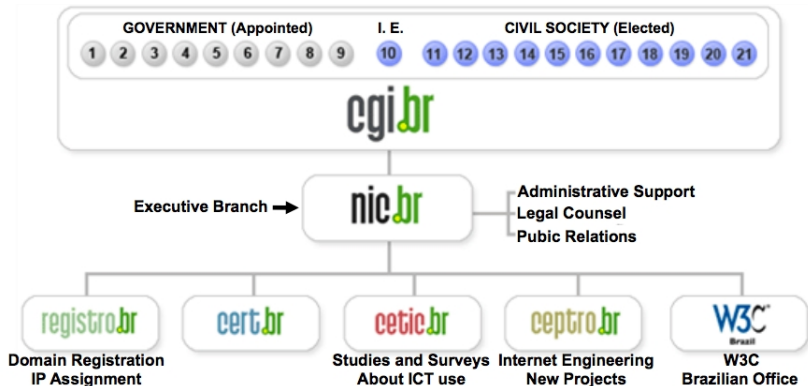 GOVERNMENT (Appointed) I. E. CIVIL SOCIETY (Elected)
1 2 3 4 5 6 7 8 9 10 11 12 13 14 15 16 17 18 19 20 21
cgi.br
Executive Branch
nic.br
Administrative Support
Legal Counsel
Pubic Relations
registro.br cert.br cetic.br ceptro.br W3C
Brazil
Domain Registration Studies and Surveys Internet Engineering W3C
IP Assignment About ICT use New Projects Brazilian Office